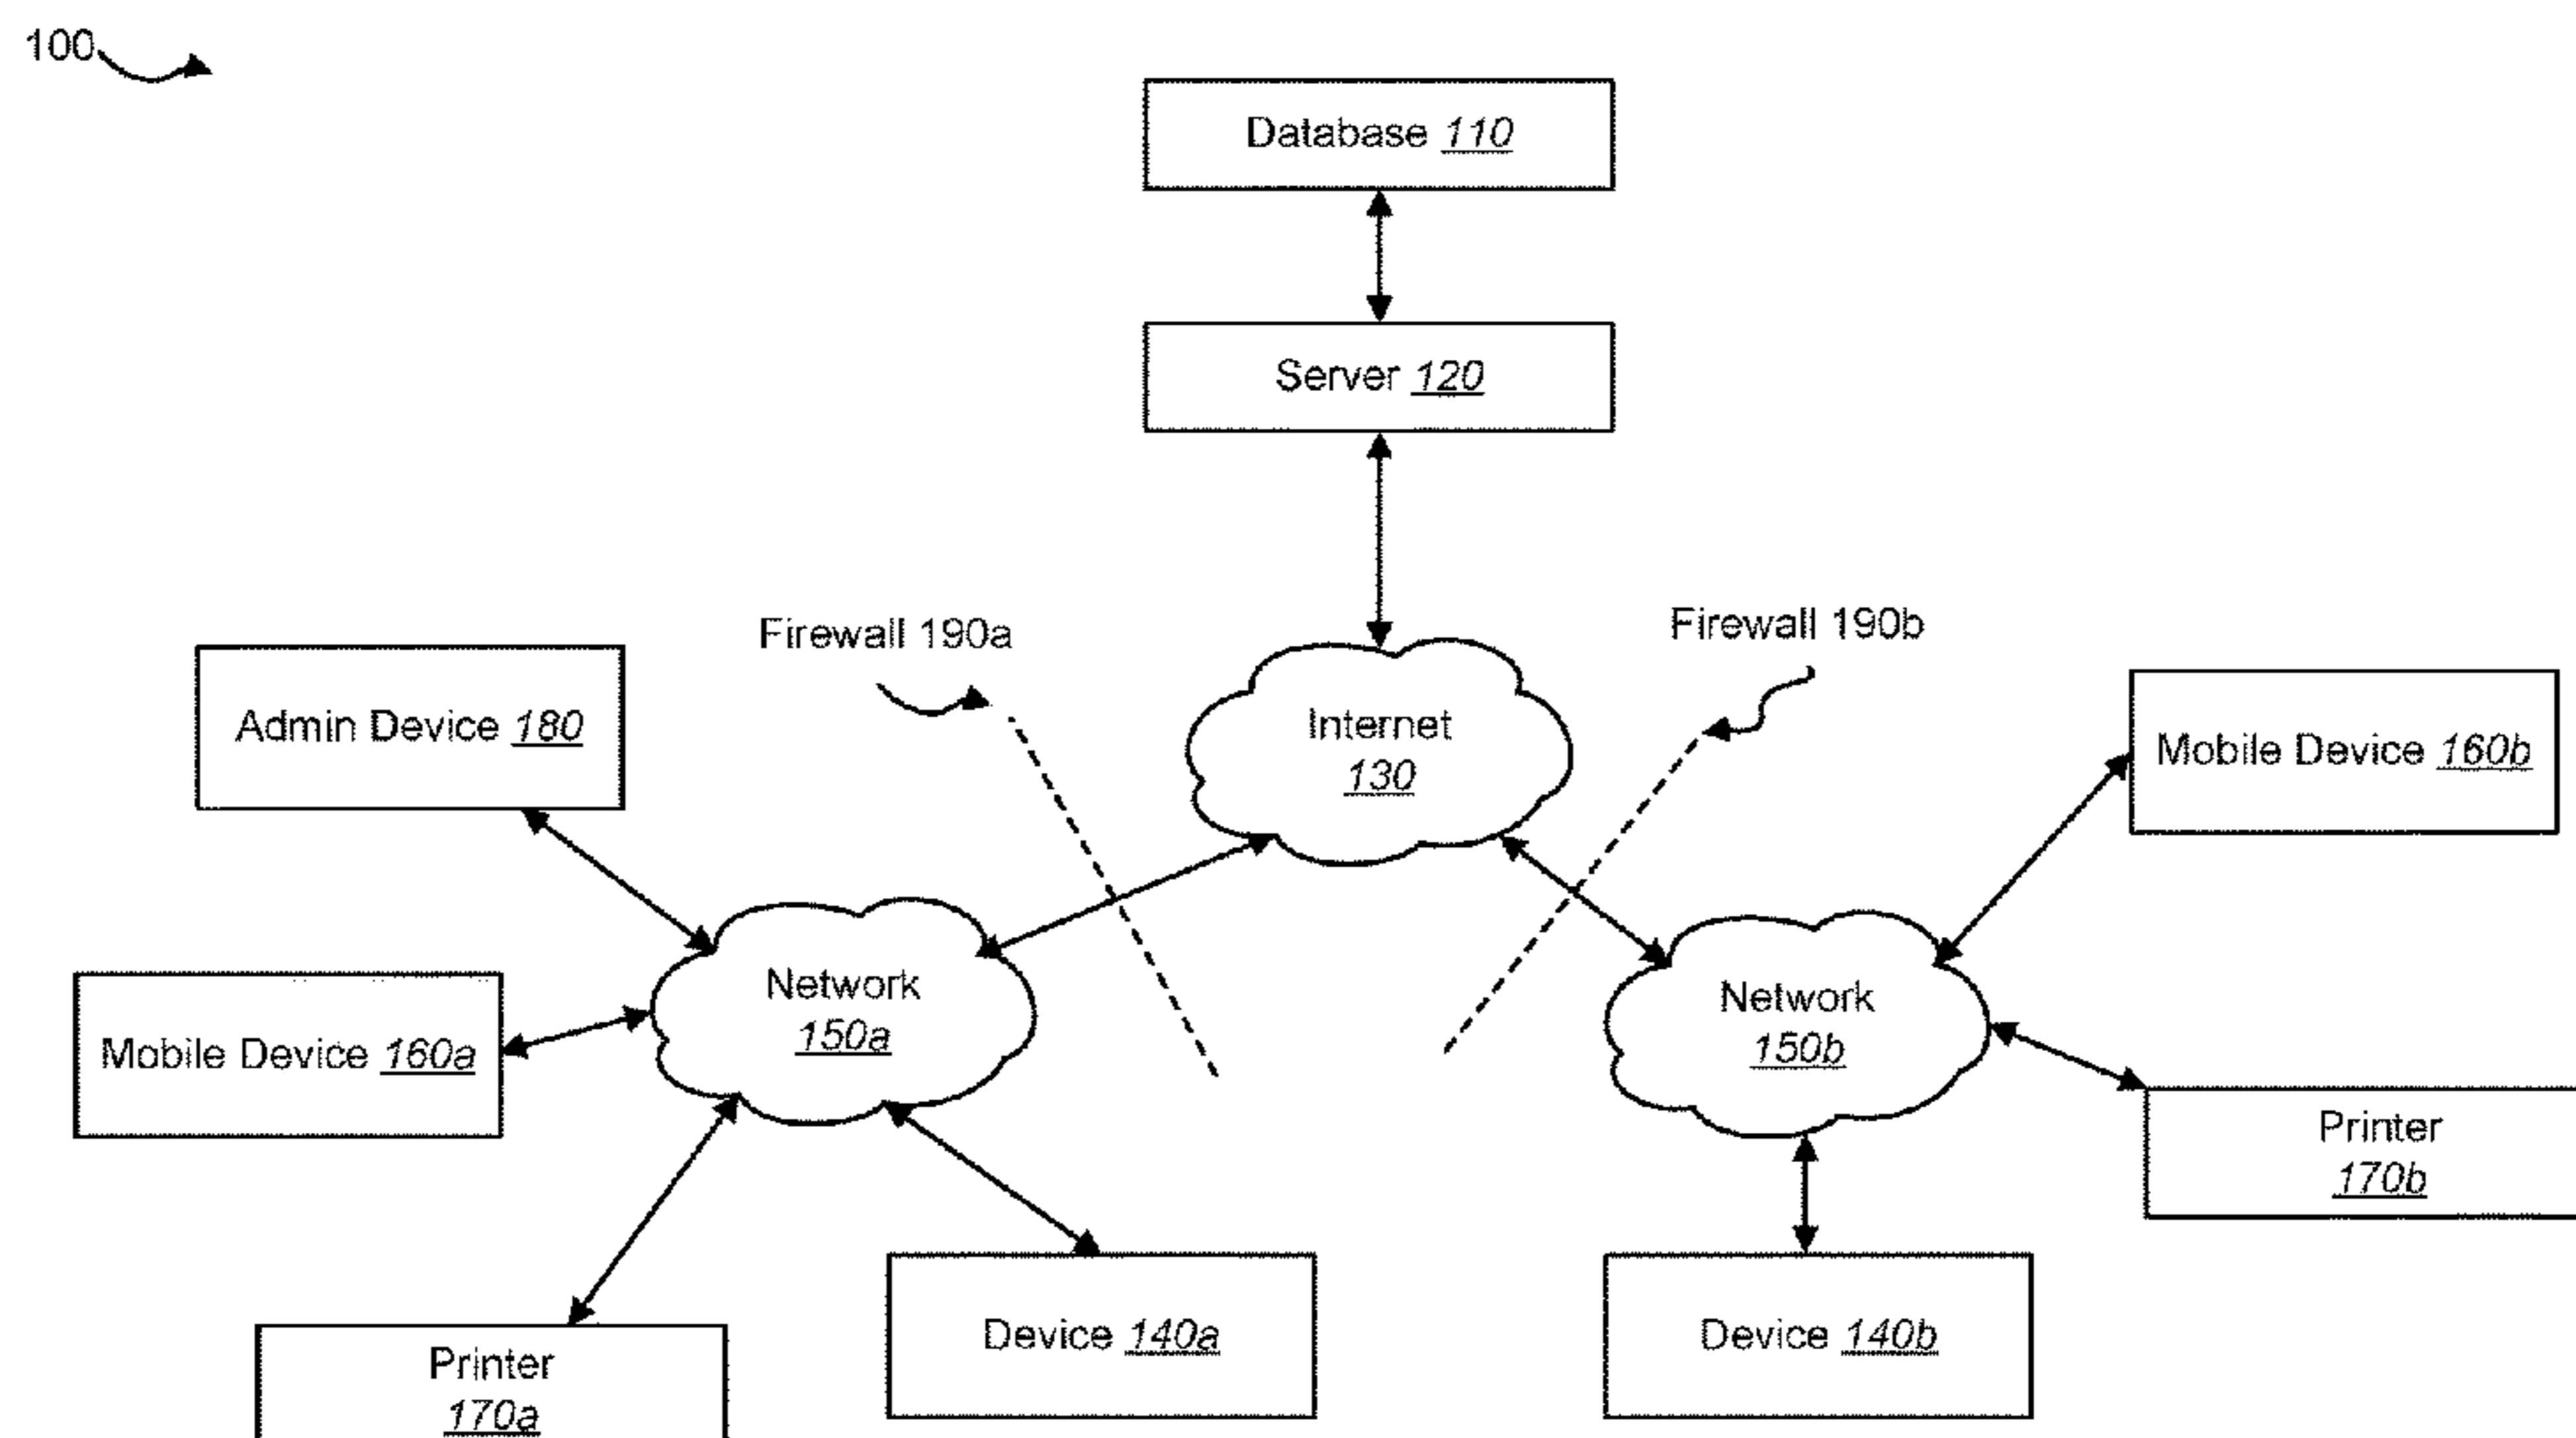 100
Database 110
Server 120
Firewall 190a
Firewall 190b
Internet
130
Admin Device 180
Mobile Device 160b
Network
150a
Network
150b
Mobile Device 160a
Printer
170b
Device 140a
Device 140b
Printer
170a